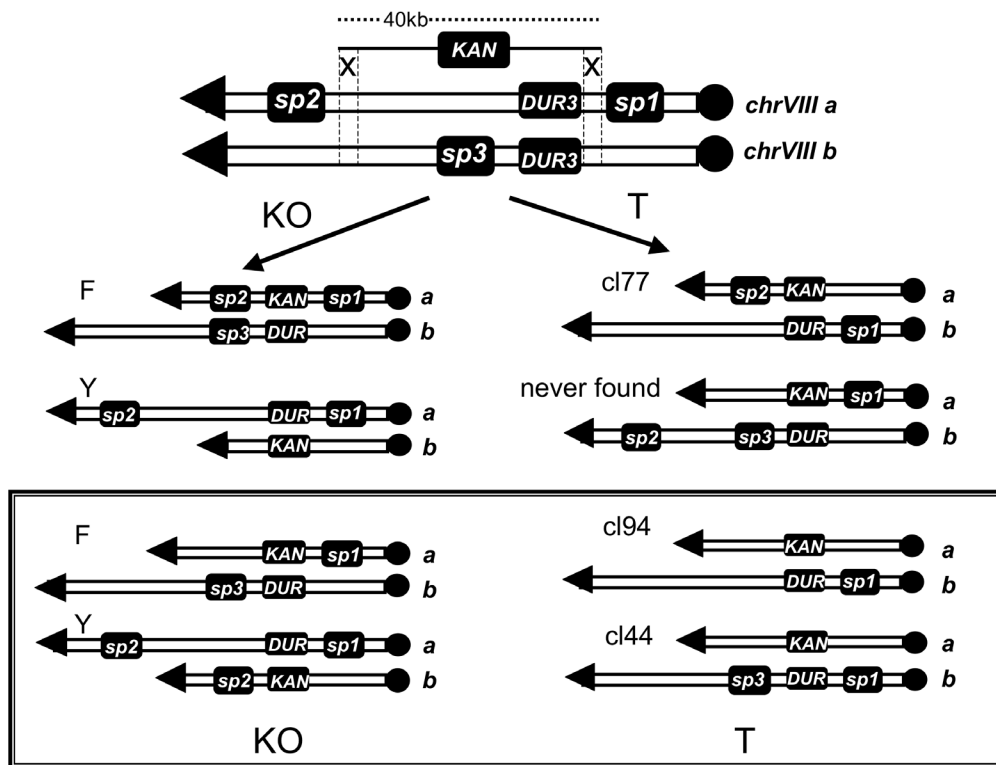 40kb
KAN
X X
sp2 DUR3 sp1 chrVIII a
sp3 DUR3 chrVIII b
KO T
F
sp2 KAN sp1 a
sp3 DUR b
Y
sp2 DUR sp1 a
KAN b
cl77
sp2 KAN a
DUR sp1 b
never found
KAN sp1 a
sp2 sp3 DUR b
F
KAN sp1 a
sp3 DUR b
Y
sp2 DUR sp1 a
sp2 KAN b
KO
cl94
KAN a
DUR sp1 b
cl44
KAN a
sp3 DUR sp1 b
T